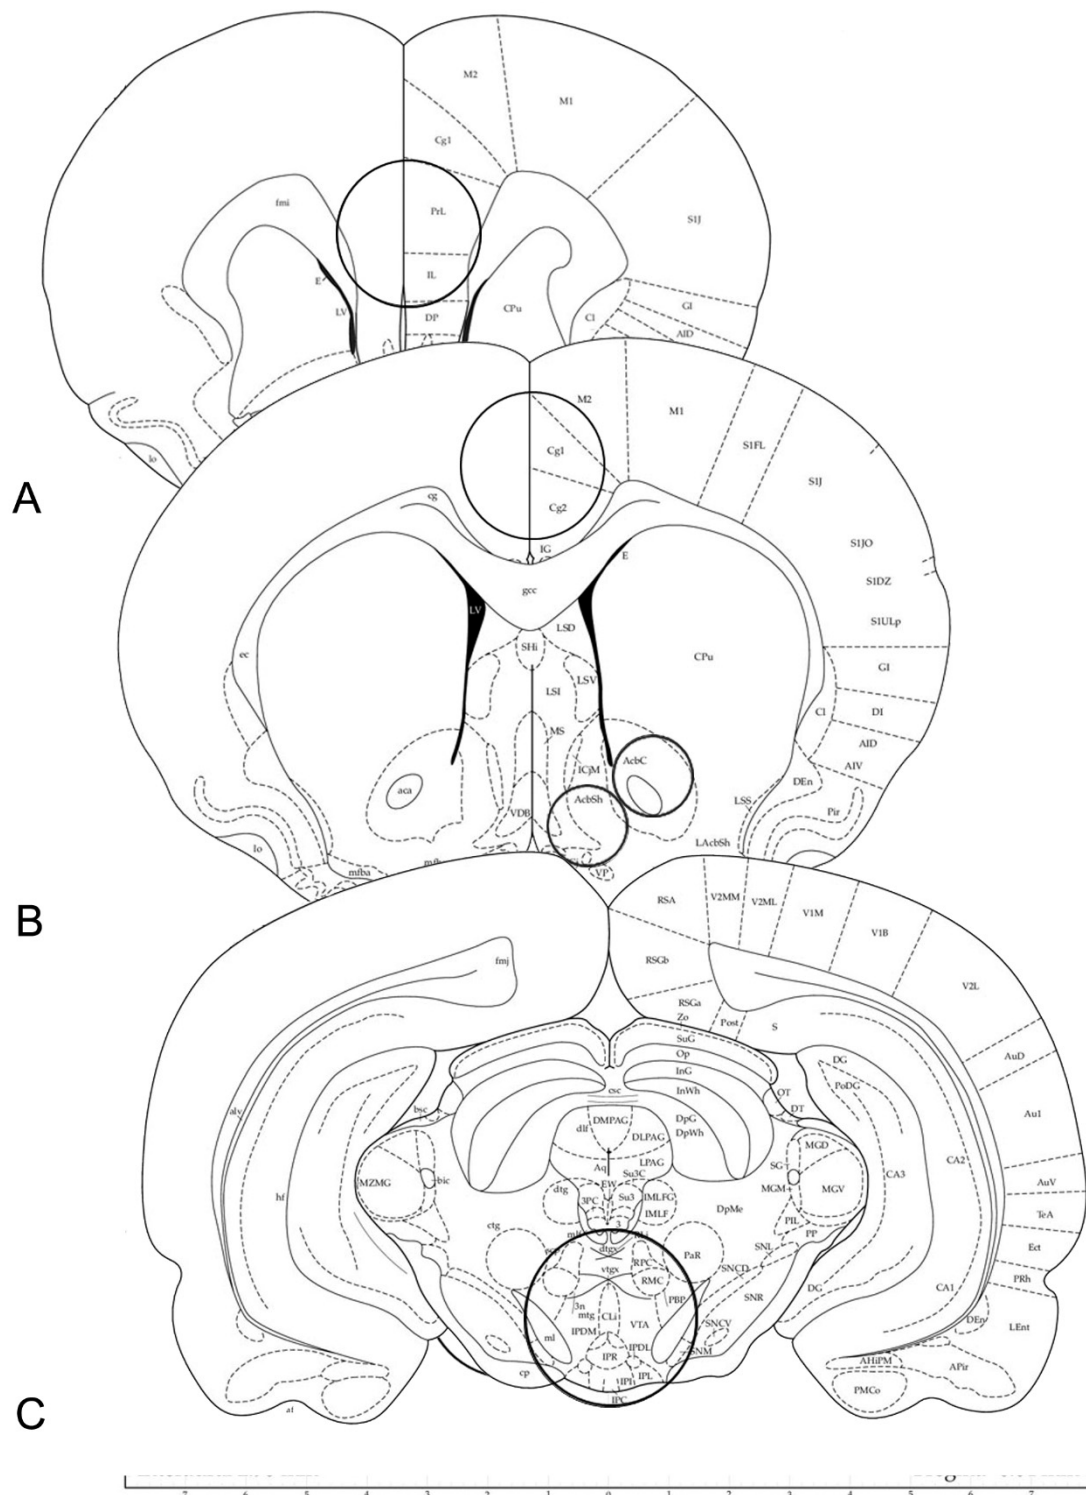 M2
M1
Cg1
PrL
fmi
S1J
IL
E
LV
DP
CPu
Cl
GI
AID
lo
A
M2
M1
Cg1
S1FL
S1J
cg
Cg2
IG
E
S1JO
S1DZ
gcc
LV
S1ULp
LSD
SHi
ec
CPu
GI
LSV
LSI
Cl
DI
MS
AID
AcbC
ICjM
AIV
aca
AcbSh
DEn
LSS
Pir
VDB
lo
LAcbSh
mfba
VP
B
RSA
V2MM
V2ML
V1M
V1B
fmj
RSGb
V2L
RSGa
Zo
Post
S
SuG
Op
AuD
DG
InG
PoDG
csc
InWh
OT
alv
bsc
DT
Au1
DMPAG
DpG
dlf
DLPAG
DpWh
MGD
CA2
LPAG
SG
CA3
Aq
Su3C
MZMG
bic
EW
MGM
MGV
AuV
hf
dtg
3PC
Su3
IMLFG
IMLF
DpMe
TeA
ctg
3
PIL
PP
dtgx
PaR
SNL
Ect
RPC
vtgx
SNCD
RMC
PRh
SNR
DG
CA1
PBP
3n
mtg
CLi
VTA
SNCV
DEn
LEnt
IPDM
ml
IPDL
SNM
IPR
AHiPM
APir
cp
IPL
IPI
PMCo
IPC
af
C
7 6 5 4 3 2 1 0 1 2 3 4 5 6 7